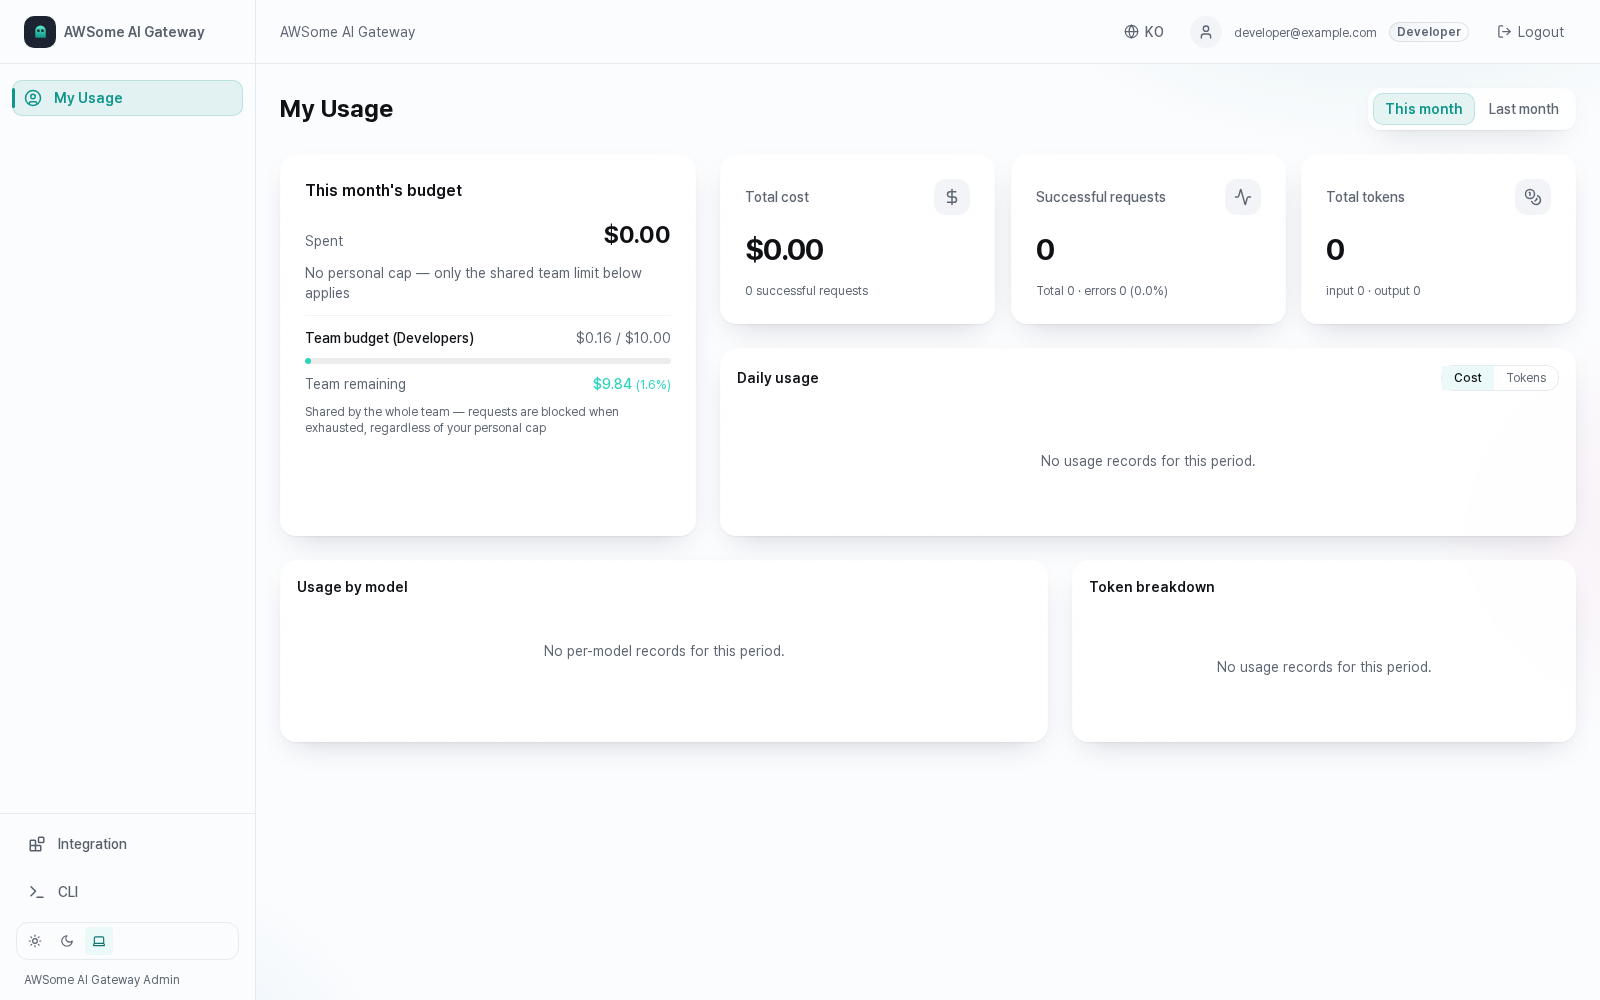 AWSome AI Gateway
AWSome AI Gateway
KO
developer@example.com
Developer
Logout
My Usage
My Usage
This month
Last month
This month's budget
Spent
$0.00
No personal cap — only the shared team limit below
applies
Team budget (Developers)
$0.16 / $10.00
Team remaining
$9.84 (1.6%)
Shared by the whole team — requests are blocked when
exhausted, regardless of your personal cap
Total cost
$0.00
0 successful requests
Successful requests
0
Total 0 · errors 0 (0.0%)
Total tokens
0
input 0 · output 0
Daily usage
Cost
Tokens
No usage records for this period.
Usage by model
No per-model records for this period.
Token breakdown
No usage records for this period.
Integration
CLI
AWSome AI Gateway Admin